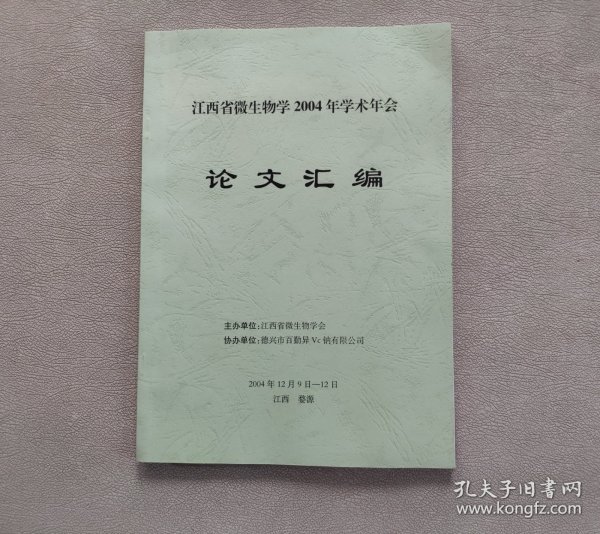 江西省微生物学2004年学术年会
论文汇编
主办单位:江西省微生物学会
协办单位:德兴市百勤异Vc钠有限公司
2004年12月9日—12日
江西 婺源
孔夫子旧书网
www.kongfz.com